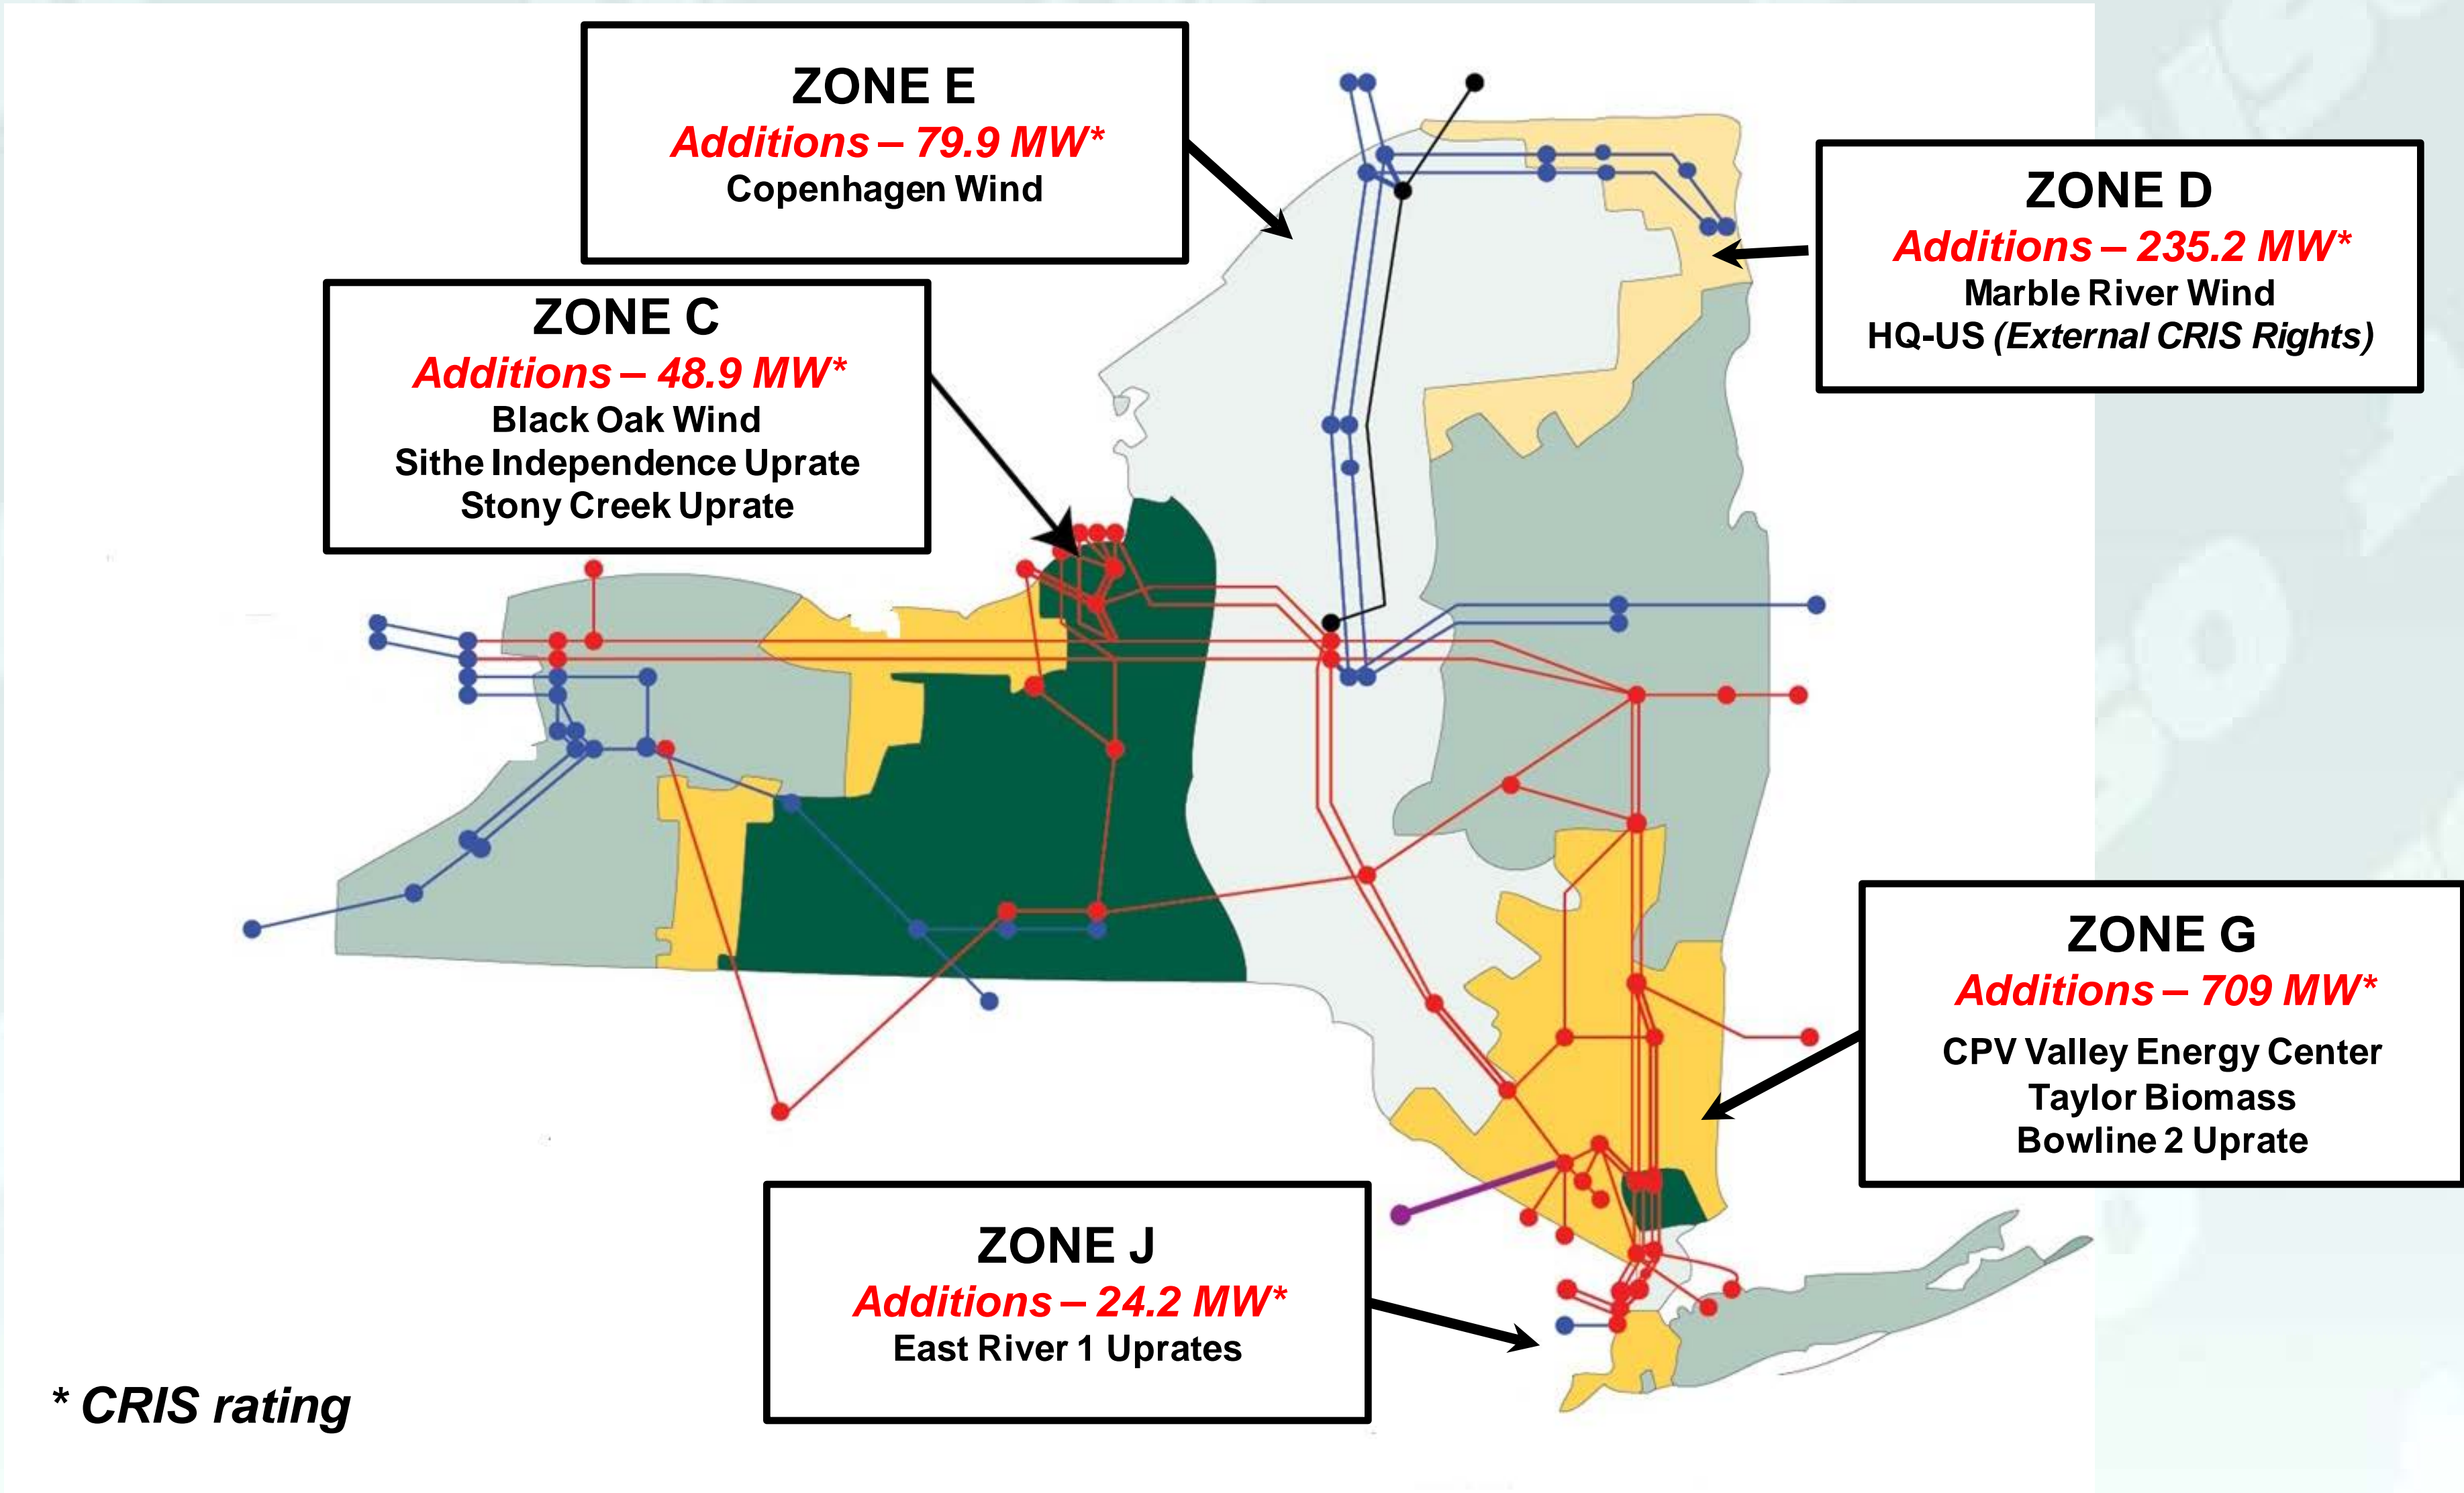 ZONE E
Additions – 79.9 MW*
Copenhagen Wind
ZONE D
Additions – 235.2 MW*
Marble River Wind
HQ-US (External CRIS Rights)
ZONE C
Additions – 48.9 MW*
Black Oak Wind
Sithe Independence Uprate
Stony Creek Uprate
ZONE G
Additions – 709 MW*
CPV Valley Energy Center
Taylor Biomass
Bowline 2 Uprate
ZONE J
Additions – 24.2 MW*
East River 1 Uprates
* CRIS rating